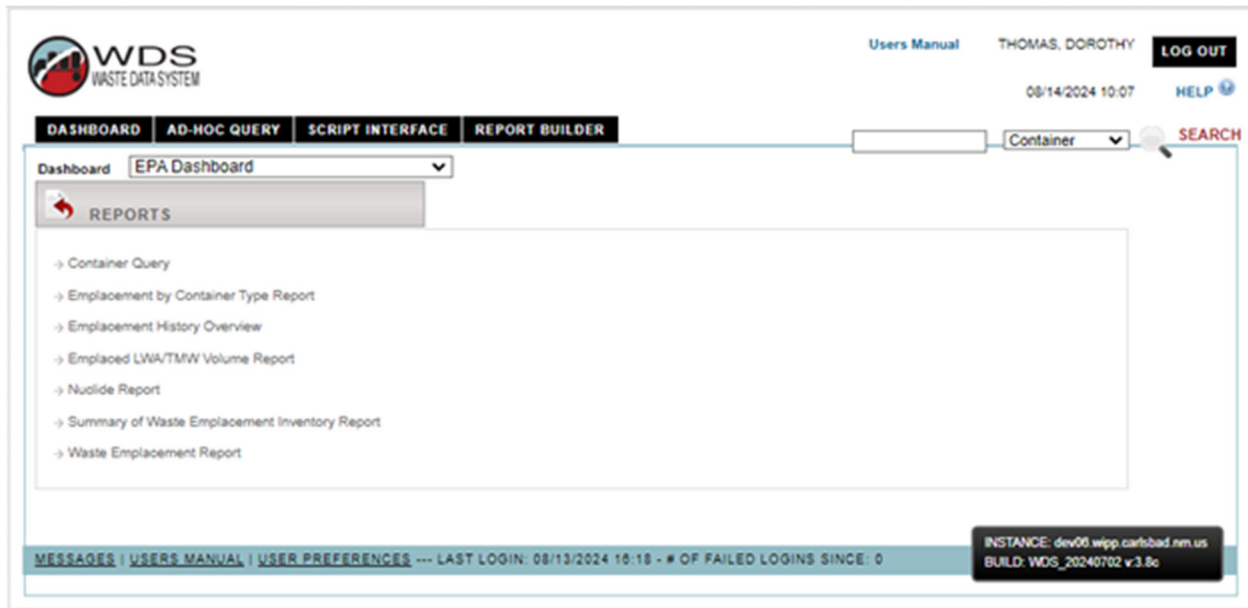 WDS
WASTE DATA SYSTEM
Users Manual THOMAS, DOROTHY LOG OUT
08/14/2024 10:07 HELP
DASHBOARD AD-HOC QUERY SCRIPT INTERFACE REPORT BUILDER
Container SEARCH
Dashboard EPA Dashboard
REPORTS
Container Query
Emplacement by Container Type Report
Emplacement History Overview
Emplaced LWA/TMW Volume Report
Nuclide Report
Summary of Waste Emplacement Inventory Report
Waste Emplacement Report
MESSAGES | USERS MANUAL | USER PREFERENCES --- LAST LOGIN: 08/13/2024 16:18 - # OF FAILED LOGINS SINCE: 0
INSTANCE: dev06.wipp.carlsbad.nm.us
BUILD: WDS_20240702 v:3.8c